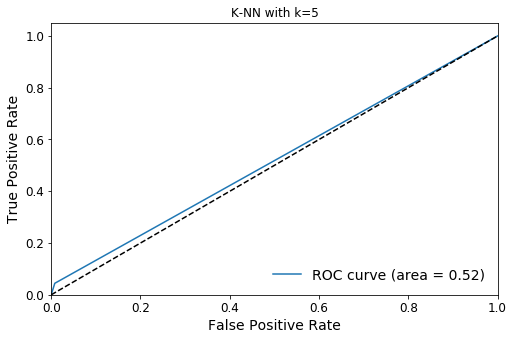 K-NN with k=5
True Positive Rate
1.0
0.8
0.6
0.4
0.2
0.0
ROC curve (area = 0.52)
0.0 0.2 0.4 0.6 0.8 1.0
False Positive Rate